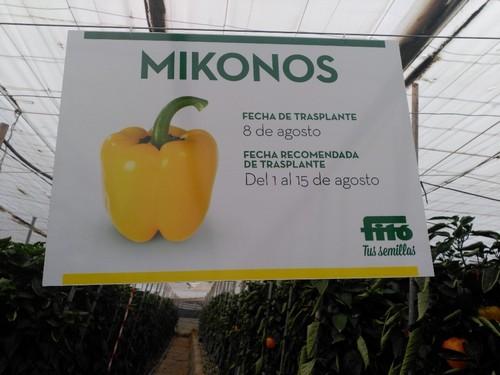 MIKONOS
FECHA DE TRASPLANTE
8 de agosto
FECHA RECOMENDADA
DE TRASPLANTE
Del 1 al 15 de agosto
fitó
Tus semillas